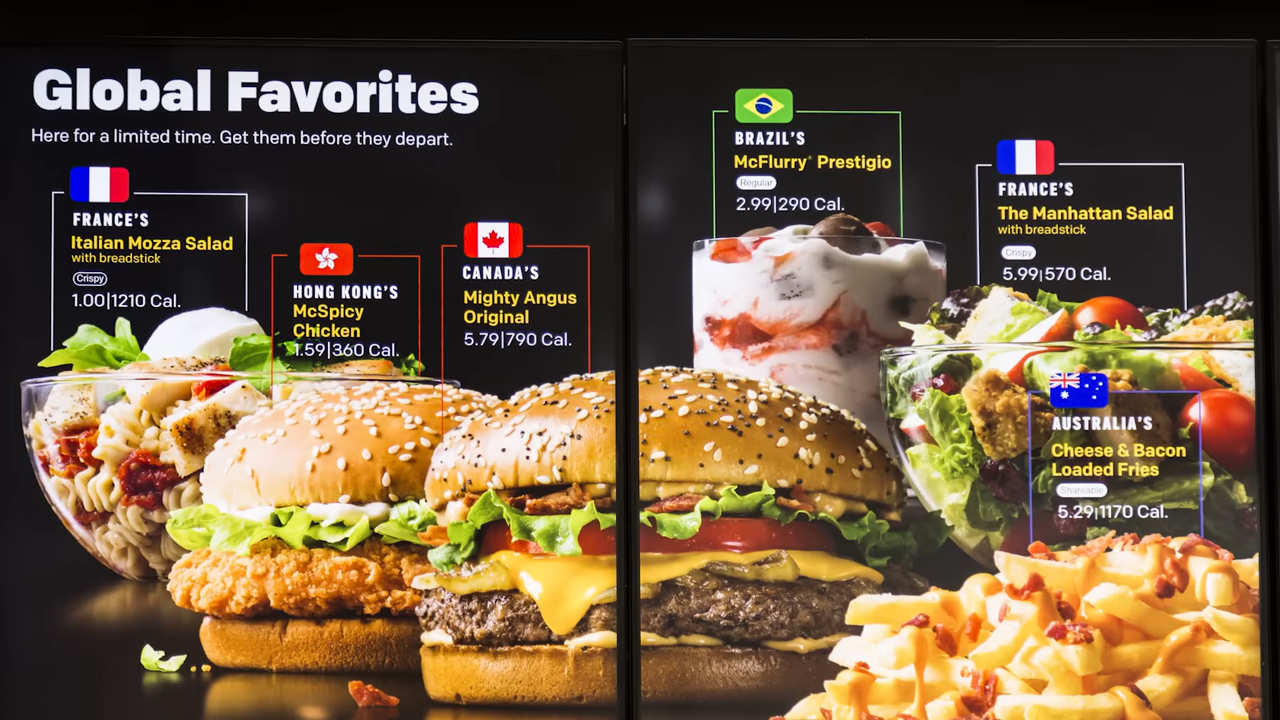 Global Favorites
Here for a limited time. Get them before they depart.
FRANCE'S
Italian Mozza Salad
with breadstick
Crispy
1.00|1210 Cal.
HONG KONG'S
McSpicy
Chicken
1.59|360 Cal.
CANADA'S
Mighty Angus
Original
5.79|790 Cal.
BRAZIL'S
McFlurry® Prestigio
Regular
2.99|290 Cal.
FRANCE'S
The Manhattan Salad
with breadstick
Crispy
5.99|570 Cal.
AUSTRALIA'S
Cheese & Bacon
Loaded Fries
Shareable
5.29|1170 Cal.